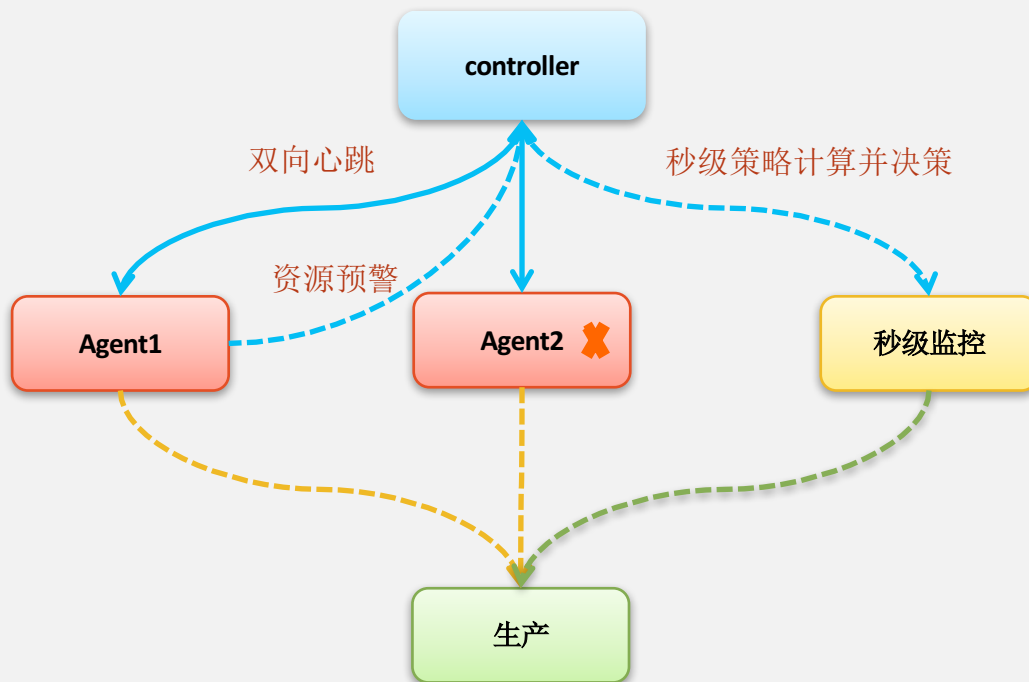 controller
双向心跳
秒级策略计算并决策
资源预警
Agent1
Agent2
秒级监控
生产